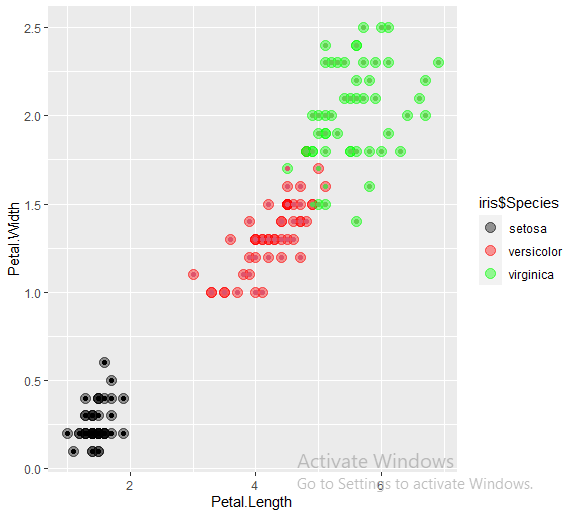 2.5
2.0
1.5
1.0
0.5
0.0
Petal.Width
2
4
6
Petal.Length
iris$Species
setosa
versicolor
virginica
Activate Windows
Go to Settings to activate Windows.